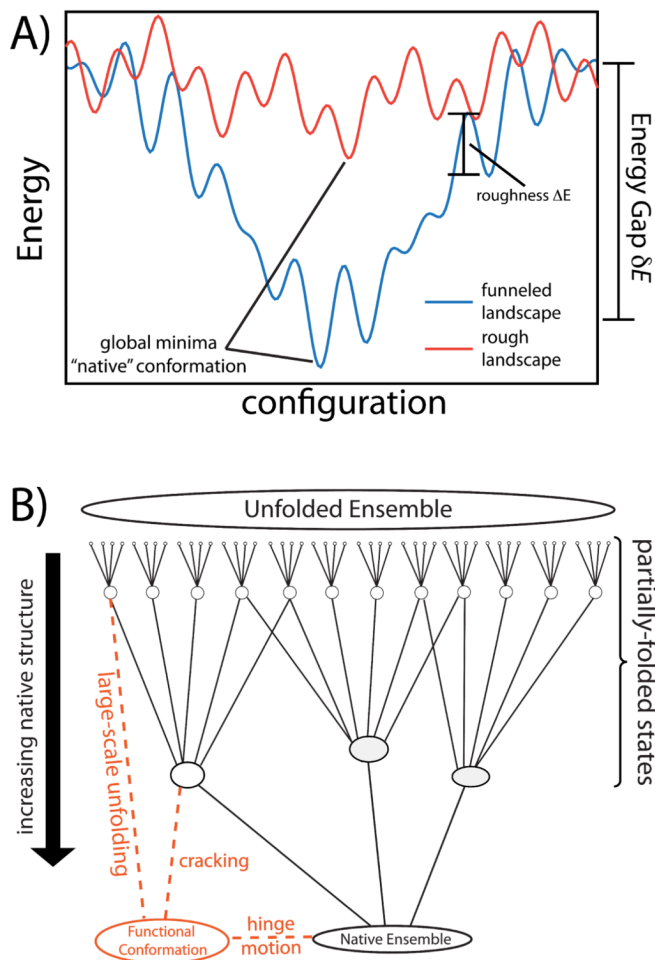 A)
Energy
roughness ΔE
Energy Gap δE
global minima
“native” conformation
funneled
landscape
rough
landscape
configuration
B)
Unfolded Ensemble
increasing native structure
partially-folded states
large-scale unfolding
cracking
Functional
Conformation
hinge
motion
Native Ensemble